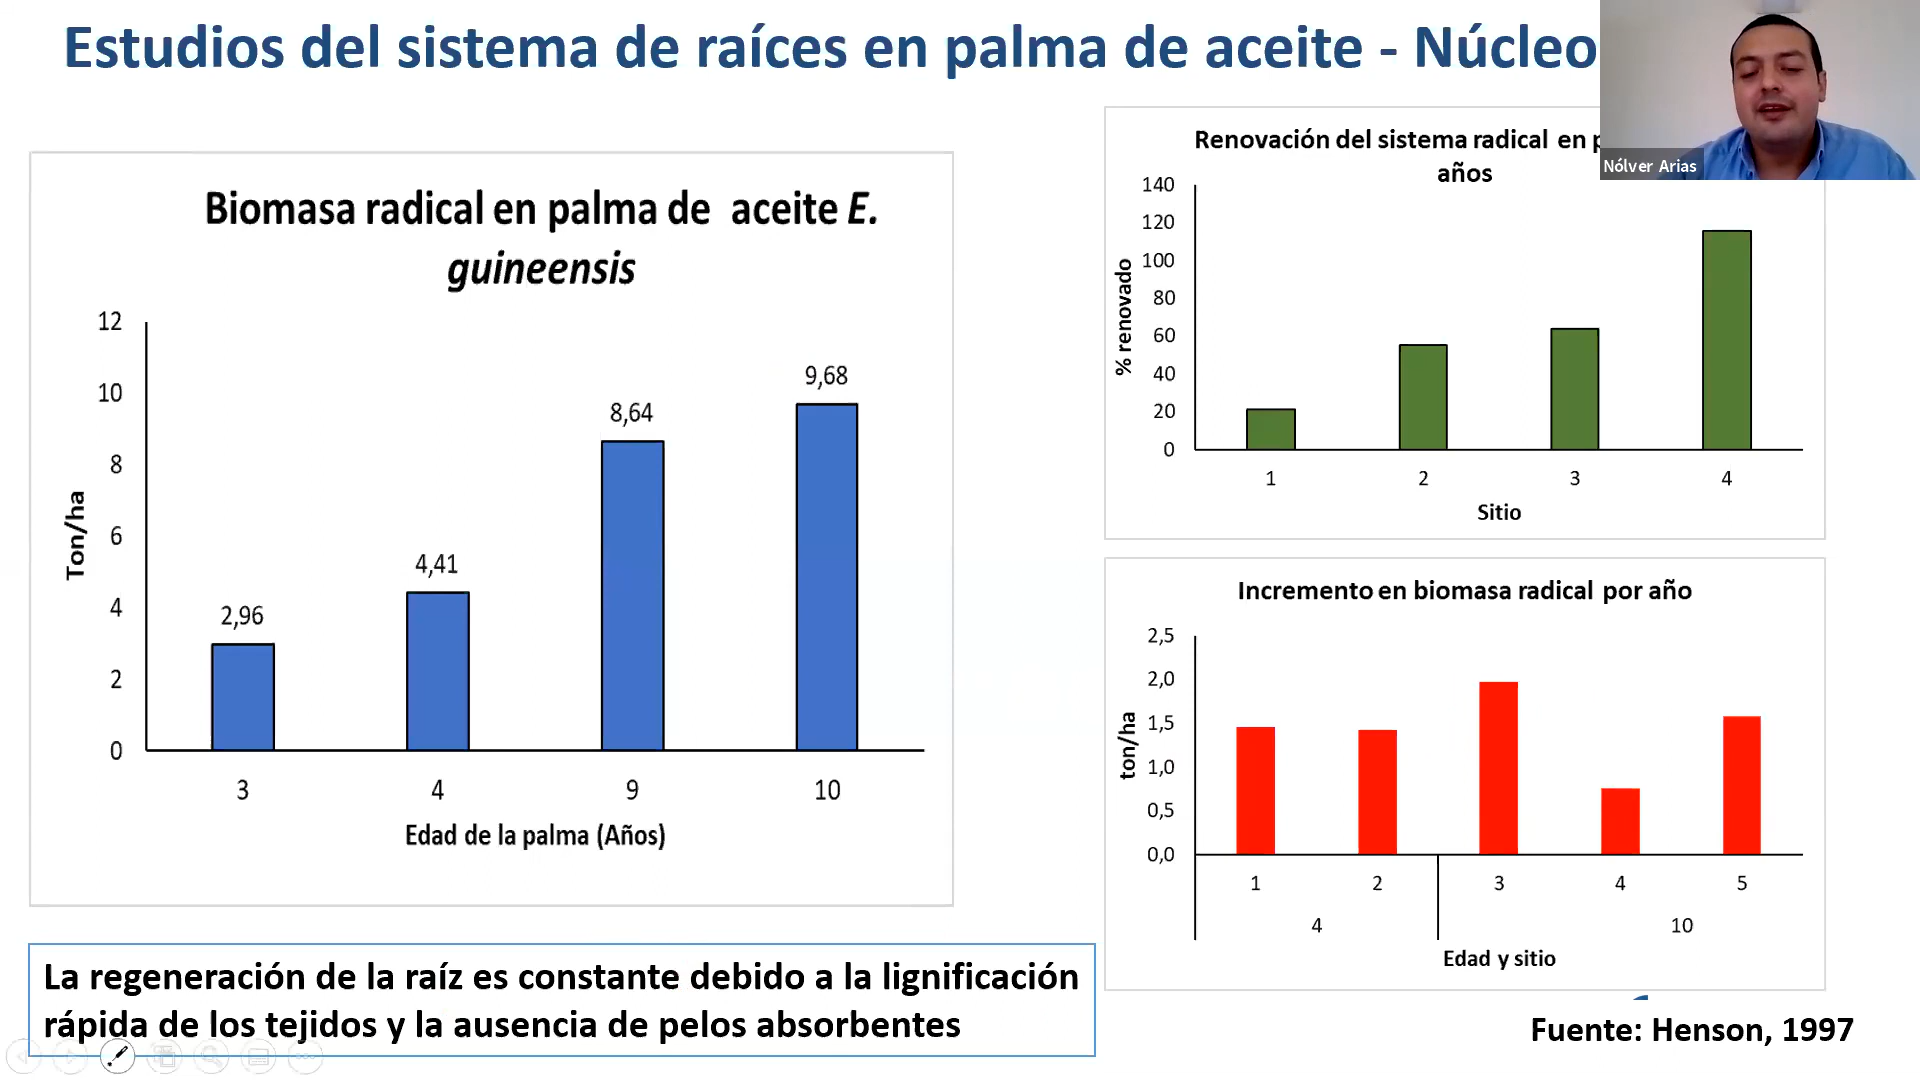 Estudios del sistema de raíces en palma de aceite - Núcleo
Nólver Arias
Biomasa radical en palma de aceite E.
guineensis
12
10
8
6
4
2
0
Ton/ha
2,96
4,41
8,64
9,68
3 4 9 10
Edad de la palma (Años)
Renovación del sistema radical en
años
140
120
100
80
60
40
20
0
% renovado
1 2 3 4
Sitio
Incremento en biomasa radical por año
2,5
2,0
1,5
1,0
0,5
0,0
ton/ha
1 2 3 4 5
4 10
Edad y sitio
La regeneración de la raíz es constante debido a la lignificación
rápida de los tejidos y la ausencia de pelos absorbentes
Fuente: Henson, 1997